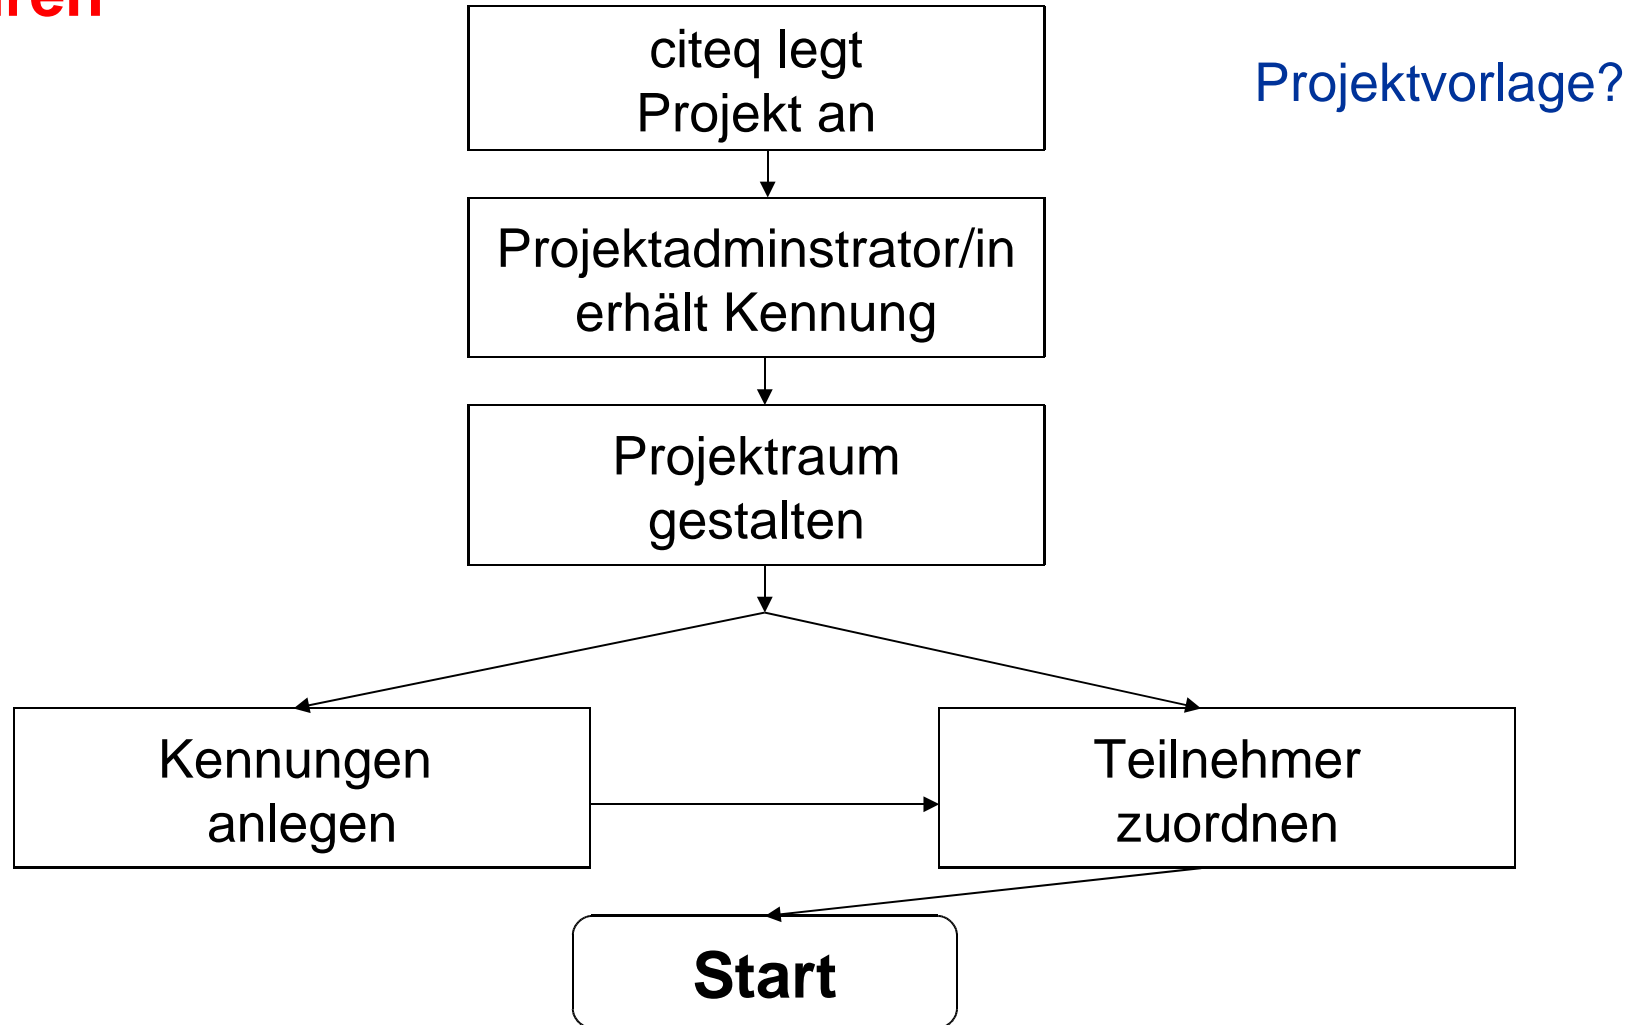 citeq legt
Projekt an
Projektvorlage?
Projektadminstrator/in
erhält Kennung
Projektraum
gestalten
Kennungen
anlegen
Teilnehmer
zuordnen
Start